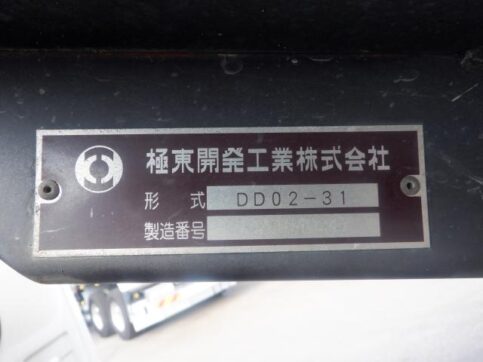 極東開発工業株式会社
形 式 DD02-31
製造番号